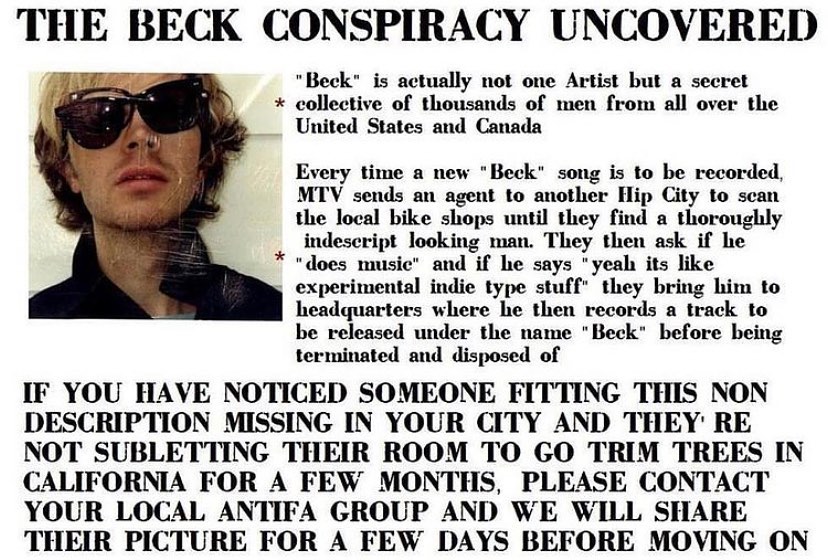 THE BECK CONSPIRACY UNCOVERED
"Beck" is actually not one Artist but a secret
* collective of thousands of men from all over the
United States and Canada
Every time a new "Beck" song is to be recorded,
MTV sends an agent to another Hip City to scan
the local bike shops until they find a thoroughly
indescript looking man. They then ask if he
* "does music" and if he says "yeah its like
experimental indie type stuff" they bring him to
headquarters where he then records a track to
be released under the name "Beck" before being
terminated and disposed of
IF YOU HAVE NOTICED SOMEONE FITTING THIS NON
DESCRIPTION MISSING IN YOUR CITY AND THEY'RE
NOT SUBLETTING THEIR ROOM TO GO TRIM TREES IN
CALIFORNIA FOR A FEW MONTHS, PLEASE CONTACT
YOUR LOCAL ANTIFA GROUP AND WE WILL SHARE
THEIR PICTURE FOR A FEW DAYS BEFORE MOVING ON